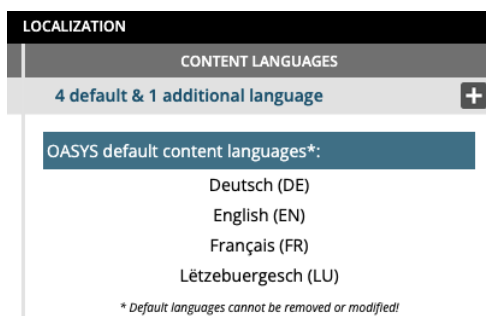 LOCALIZATION
CONTENT LANGUAGES
4 default & 1 additional language
OASYS default content languages*:
Deutsch (DE)
English (EN)
Français (FR)
Lëtzebuergesch (LU)
* Default languages cannot be removed or modified!